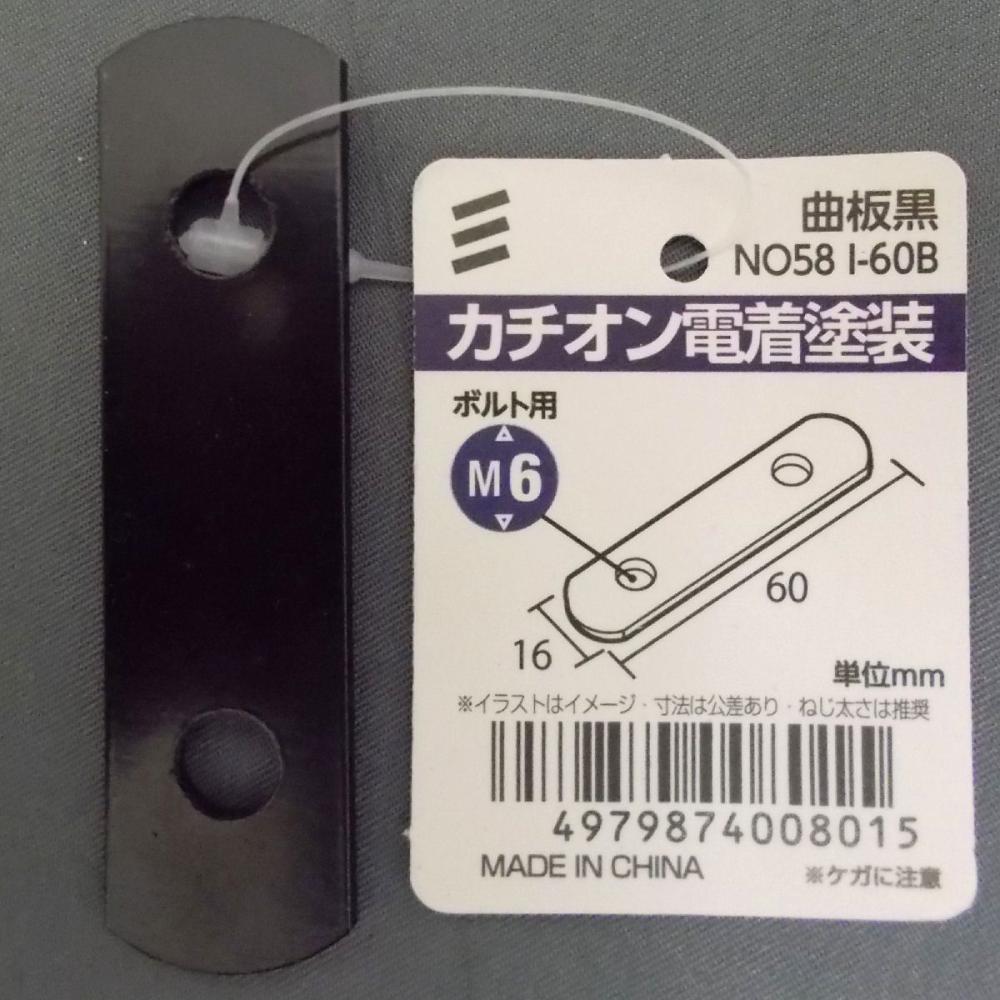 曲板黒
NO58 I-60B
カチオン電着塗装
ボルト用
M6
60
16
単位mm
※イラストはイメージ・寸法は公差あり・ねじ太さは推奨
4979874008015
MADE IN CHINA
※ケガに注意